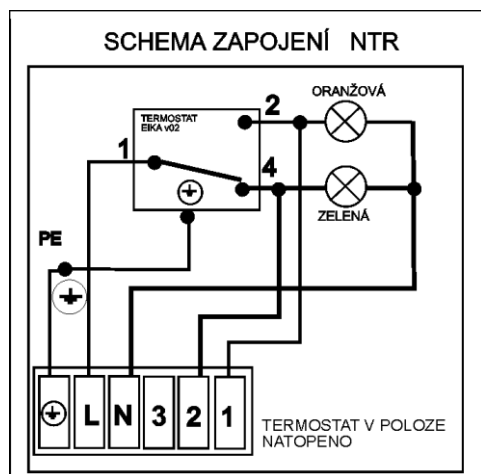 SCHEMA ZAPOJENÍ NTR
ORANŽOVÁ
TERMOSTAT
EIKA v02
2
1
4
ZELENÁ
PE
L N 3 2 1
TERMOSTAT V POLOZE
NATOPENO